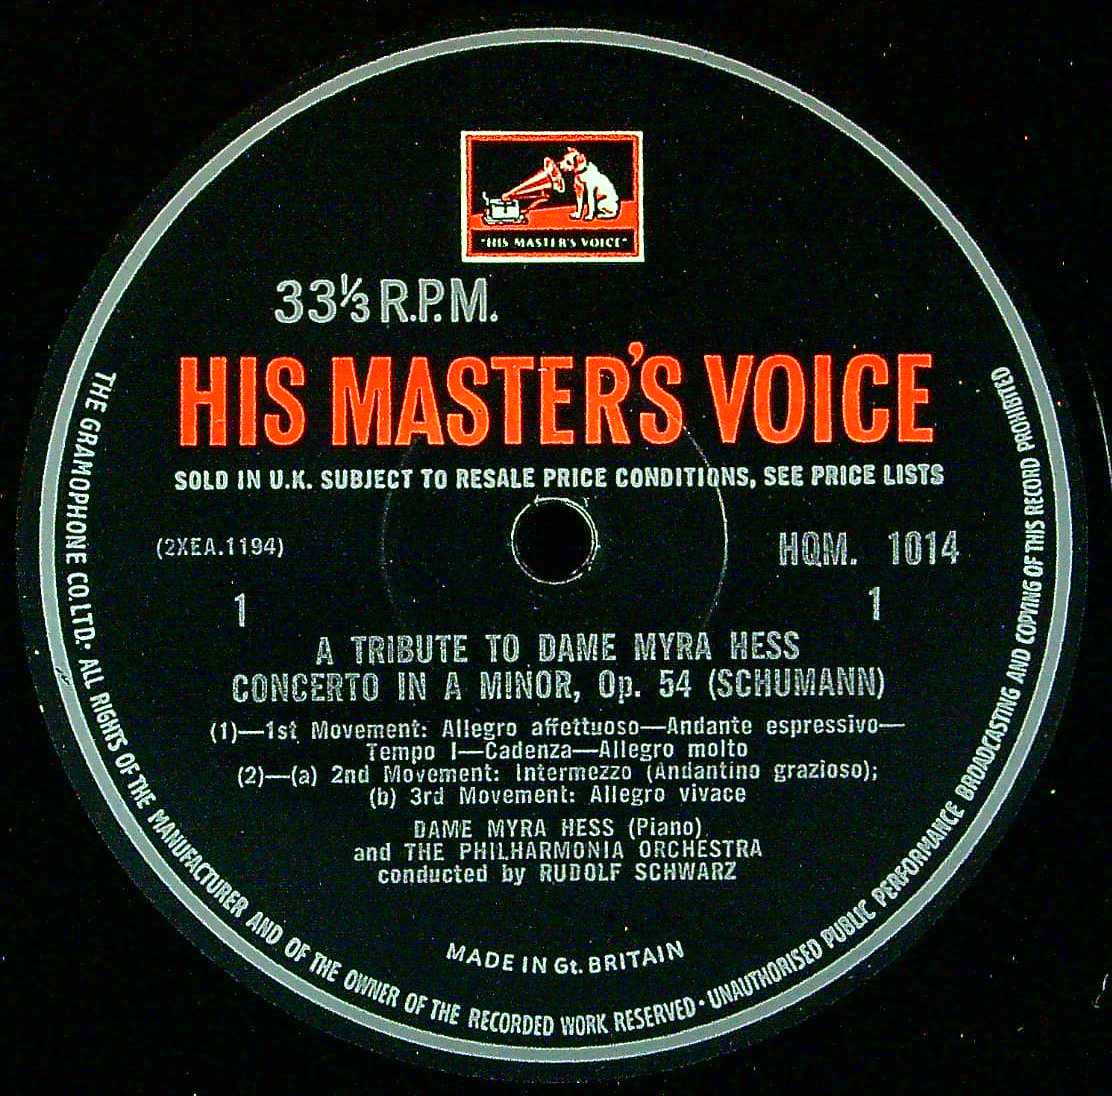 "HIS MASTER'S VOICE"
33⅓ R.P.M.
HIS MASTER'S VOICE
SOLD IN U.K. SUBJECT TO RESALE PRICE CONDITIONS, SEE PRICE LISTS
(2XEA.1194)
HQM. 1014
1
1
A TRIBUTE TO DAME MYRA HESS
CONCERTO IN A MINOR, Op. 54 (SCHUMANN)
(1)—1st Movement: Allegro affettuoso—Andante espressivo—
Tempo I—Cadenza—Allegro molto
(2)—(a) 2nd Movement: Intermezzo (Andantino grazioso);
(b) 3rd Movement: Allegro vivace
DAME MYRA HESS (Piano)
and THE PHILHARMONIA ORCHESTRA
conducted by RUDOLF SCHWARZ
MADE IN Gt. BRITAIN
THE GRAMOPHONE CO. LTD· ALL RIGHTS OF THE MANUFACTURER AND OF THE OWNER OF THE RECORDED WORK RESERVED · UNAUTHORISED PUBLIC PERFORMANCE BROADCASTING AND COPYING OF THIS RECORD PROHIBITED